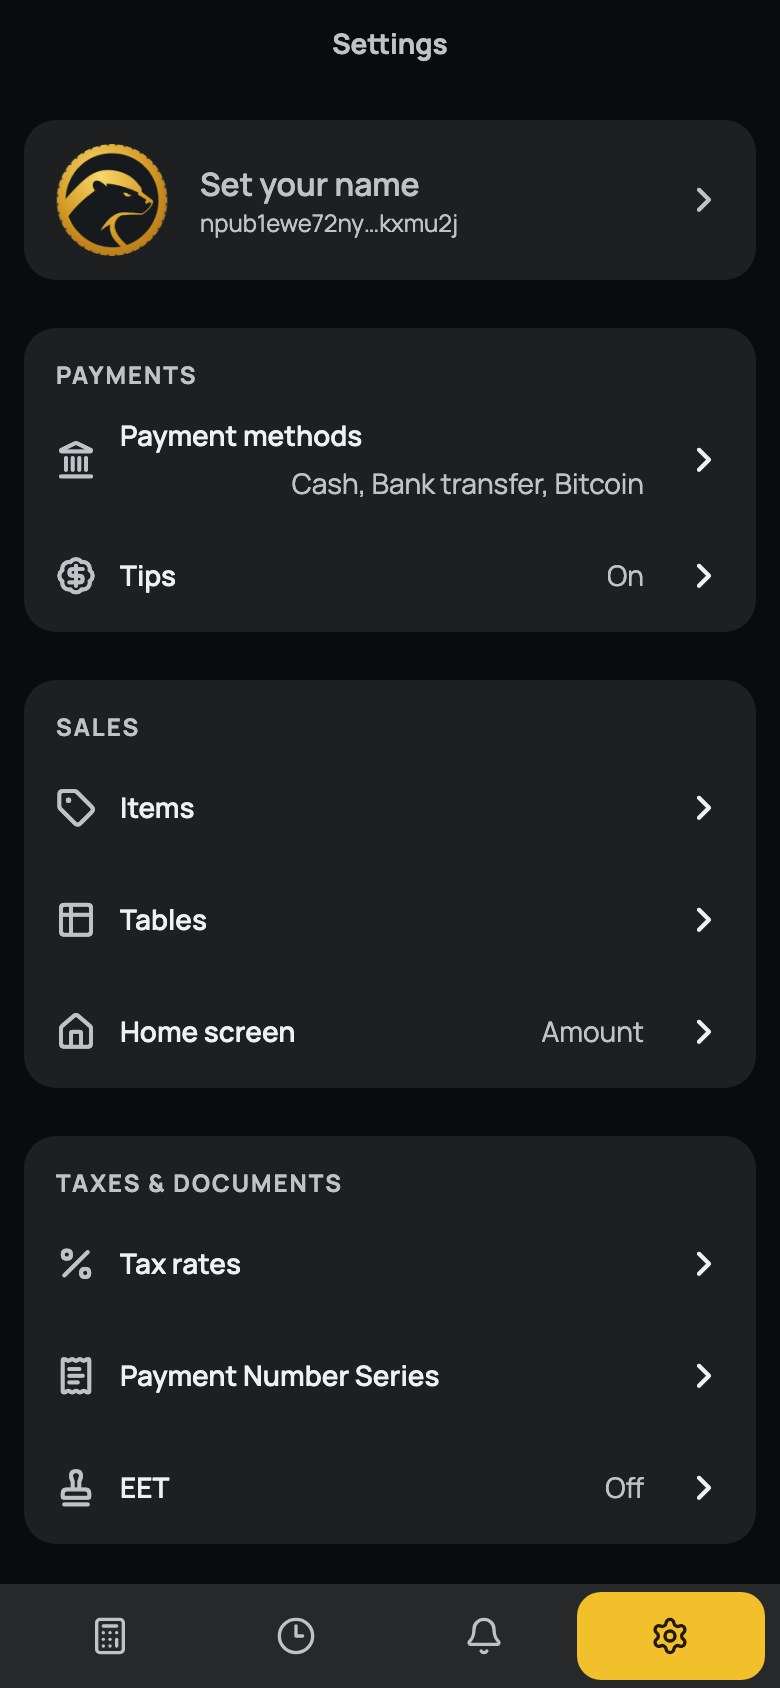 Settings
Set your name
npub1ewe72ny...kxmu2j
PAYMENTS
Payment methods
Cash, Bank transfer, Bitcoin
Tips
On
SALES
Items
Tables
Home screen
Amount
TAXES & DOCUMENTS
Tax rates
Payment Number Series
EET
Off